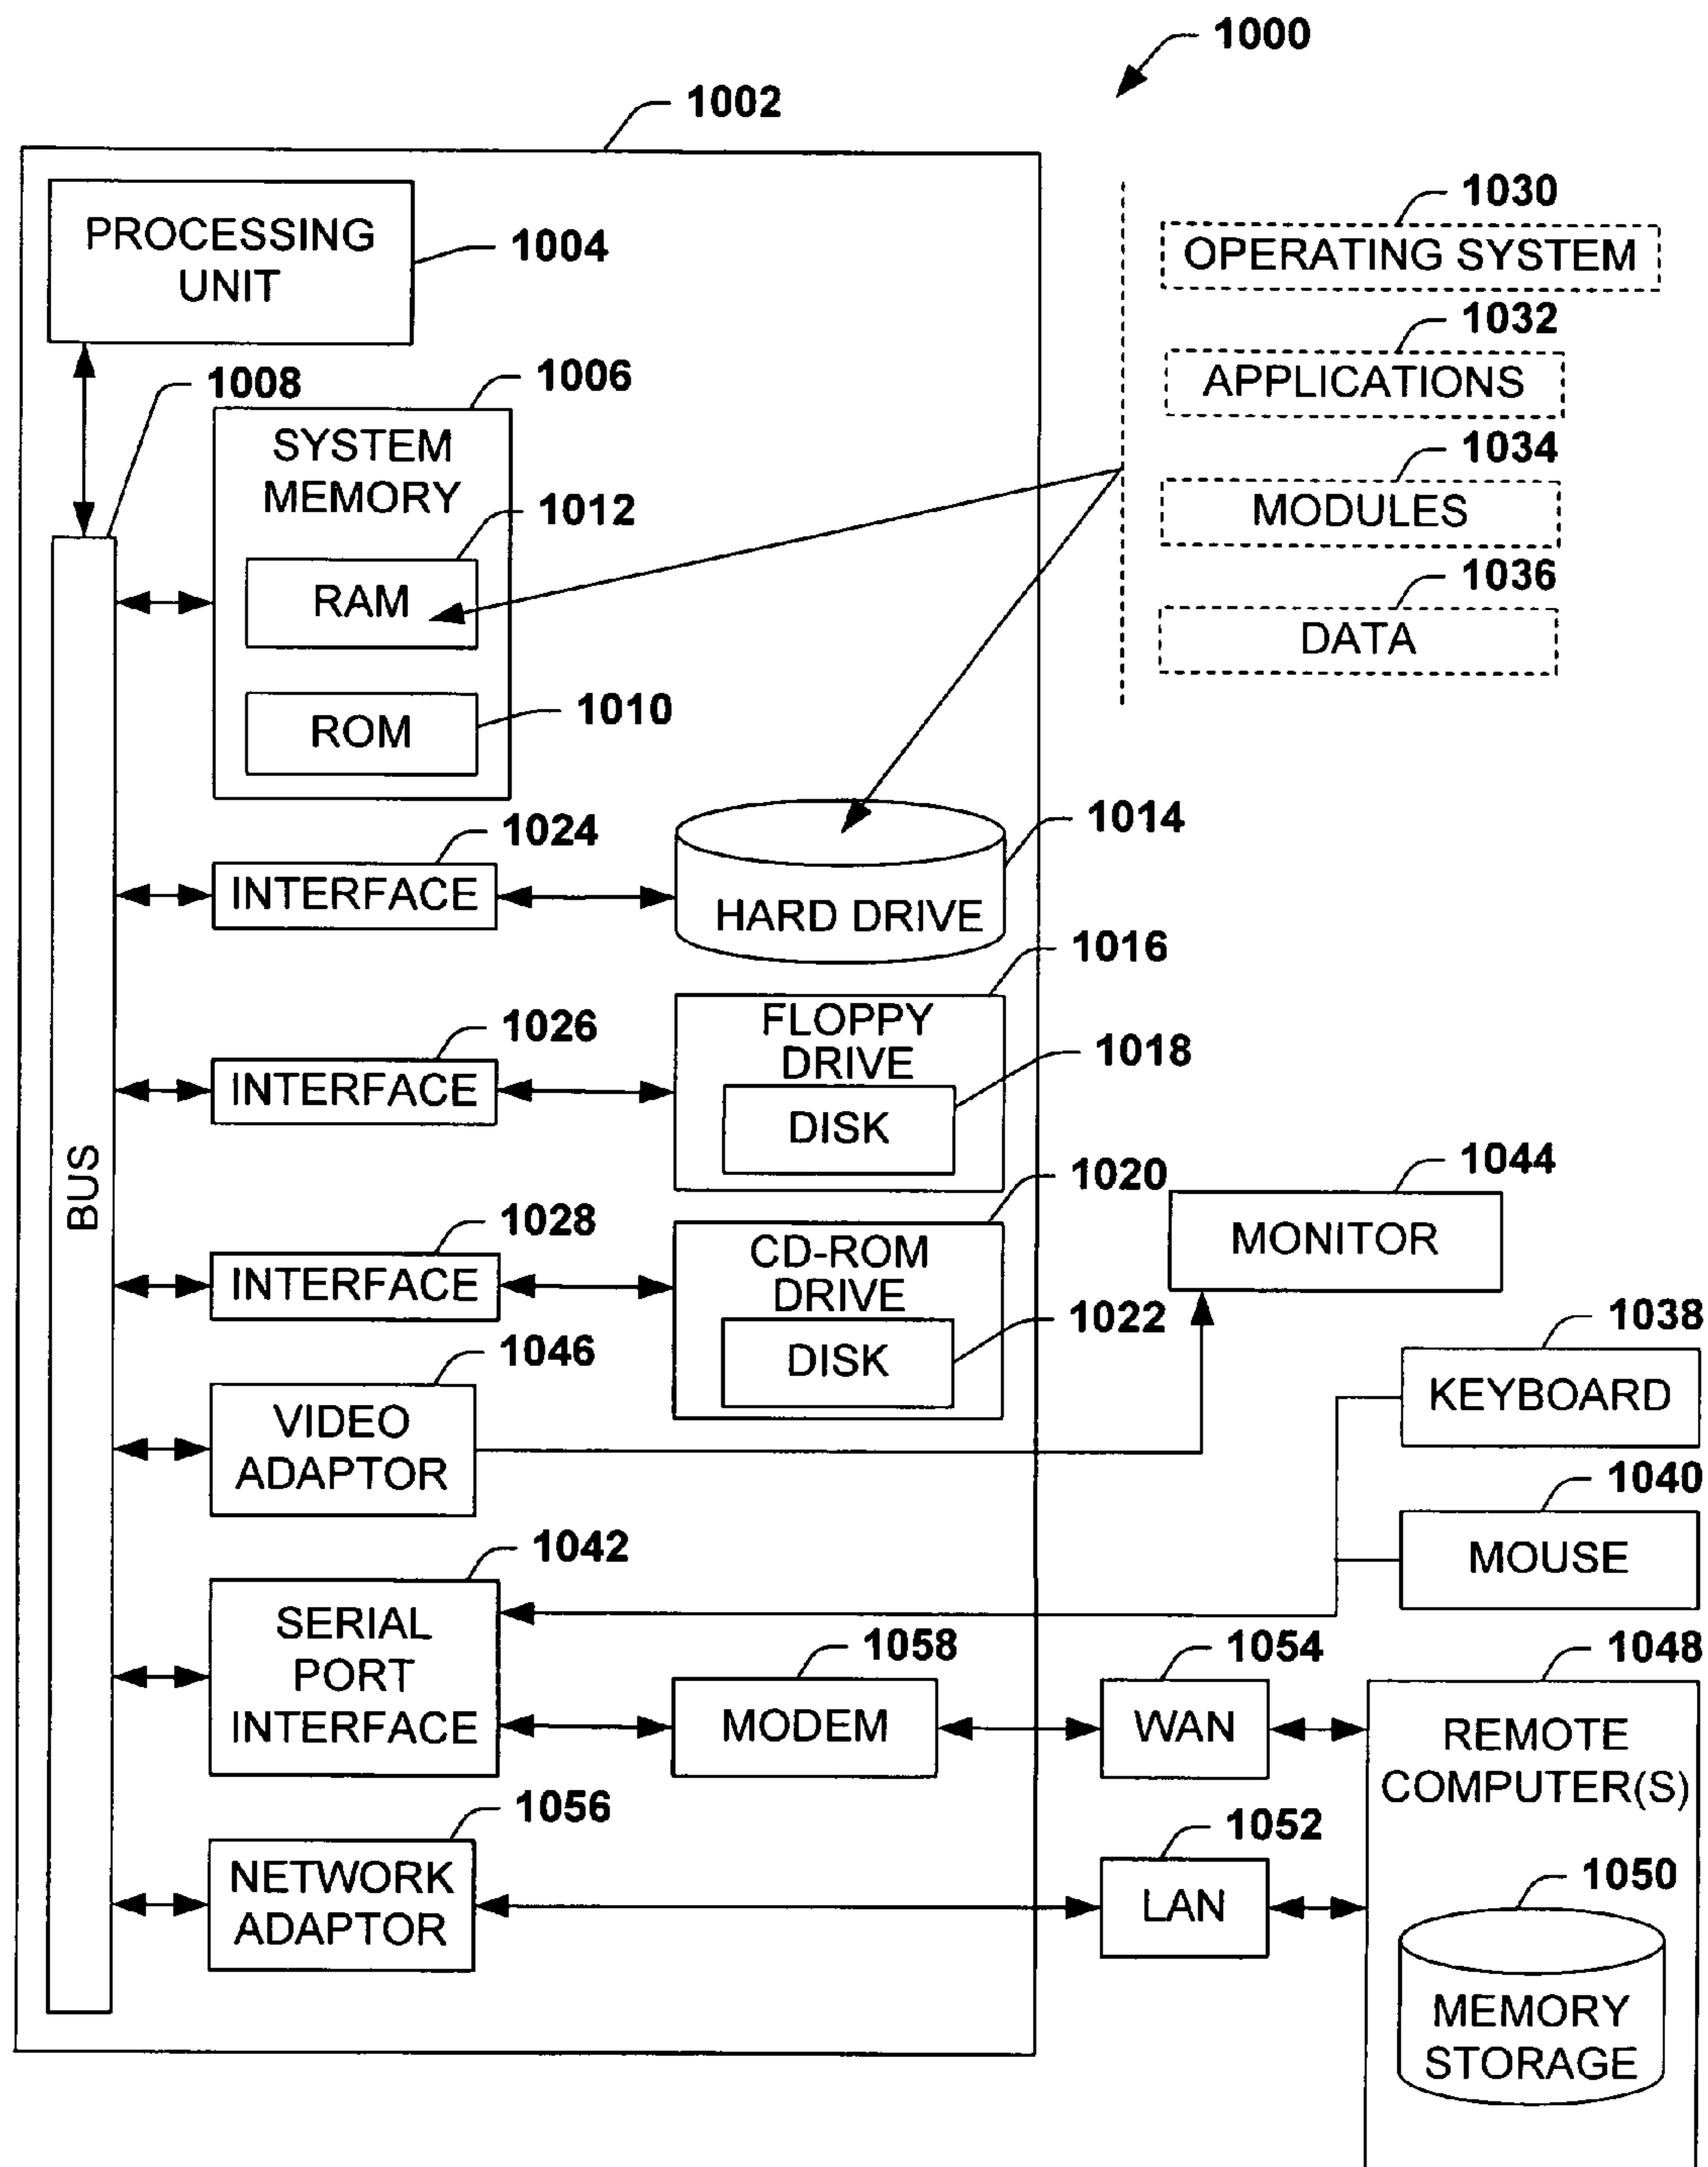 1000
1002
PROCESSING
UNIT
1004
1008
1006
SYSTEM
MEMORY
1012
RAM
1010
ROM
1030
OPERATING SYSTEM
1032
APPLICATIONS
1034
MODULES
1036
DATA
BUS
1024
INTERFACE
1014
HARD DRIVE
1026
INTERFACE
1016
FLOPPY
DRIVE
1018
DISK
1028
INTERFACE
1020
CD-ROM
DRIVE
1022
DISK
1044
MONITOR
1046
VIDEO
ADAPTOR
1038
KEYBOARD
1040
MOUSE
1042
SERIAL
PORT
INTERFACE
1058
MODEM
1054
WAN
1048
REMOTE
COMPUTER(S)
1056
NETWORK
ADAPTOR
1052
LAN
1050
MEMORY
STORAGE